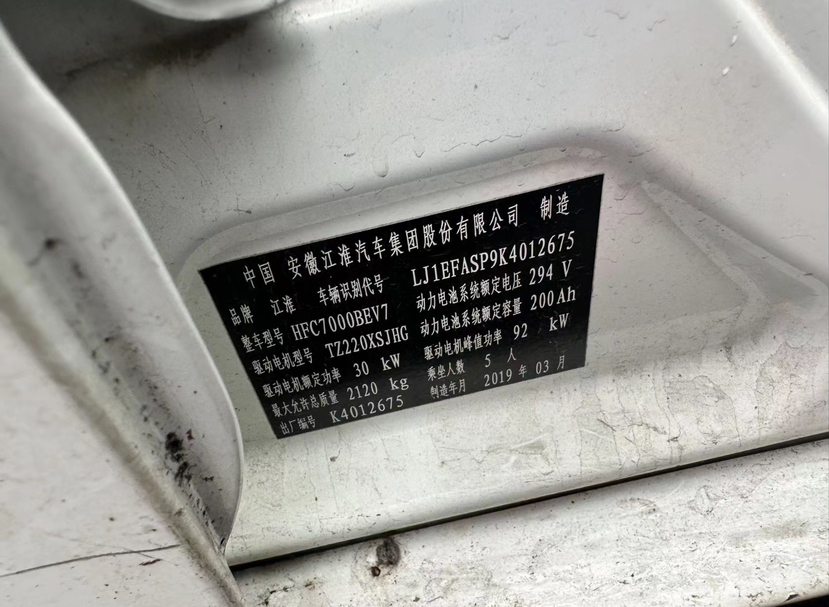 中国 安徽江淮汽车集团股份有限公司 制造
品牌 江淮 车辆识别代号 LJ1EFASP9K4012675
整车型号 HFC7000BEV7 动力电池系统额定电压 294 V
驱动电机型号 TZ220XSJHG 动力电池系统额定容量 200Ah
驱动电机额定功率 30 kW 驱动电机峰值功率 92 kW
最大允许总质量 2120 kg 乘坐人数 5 人
出厂编号 K4012675 制造年月 2019 年 03 月